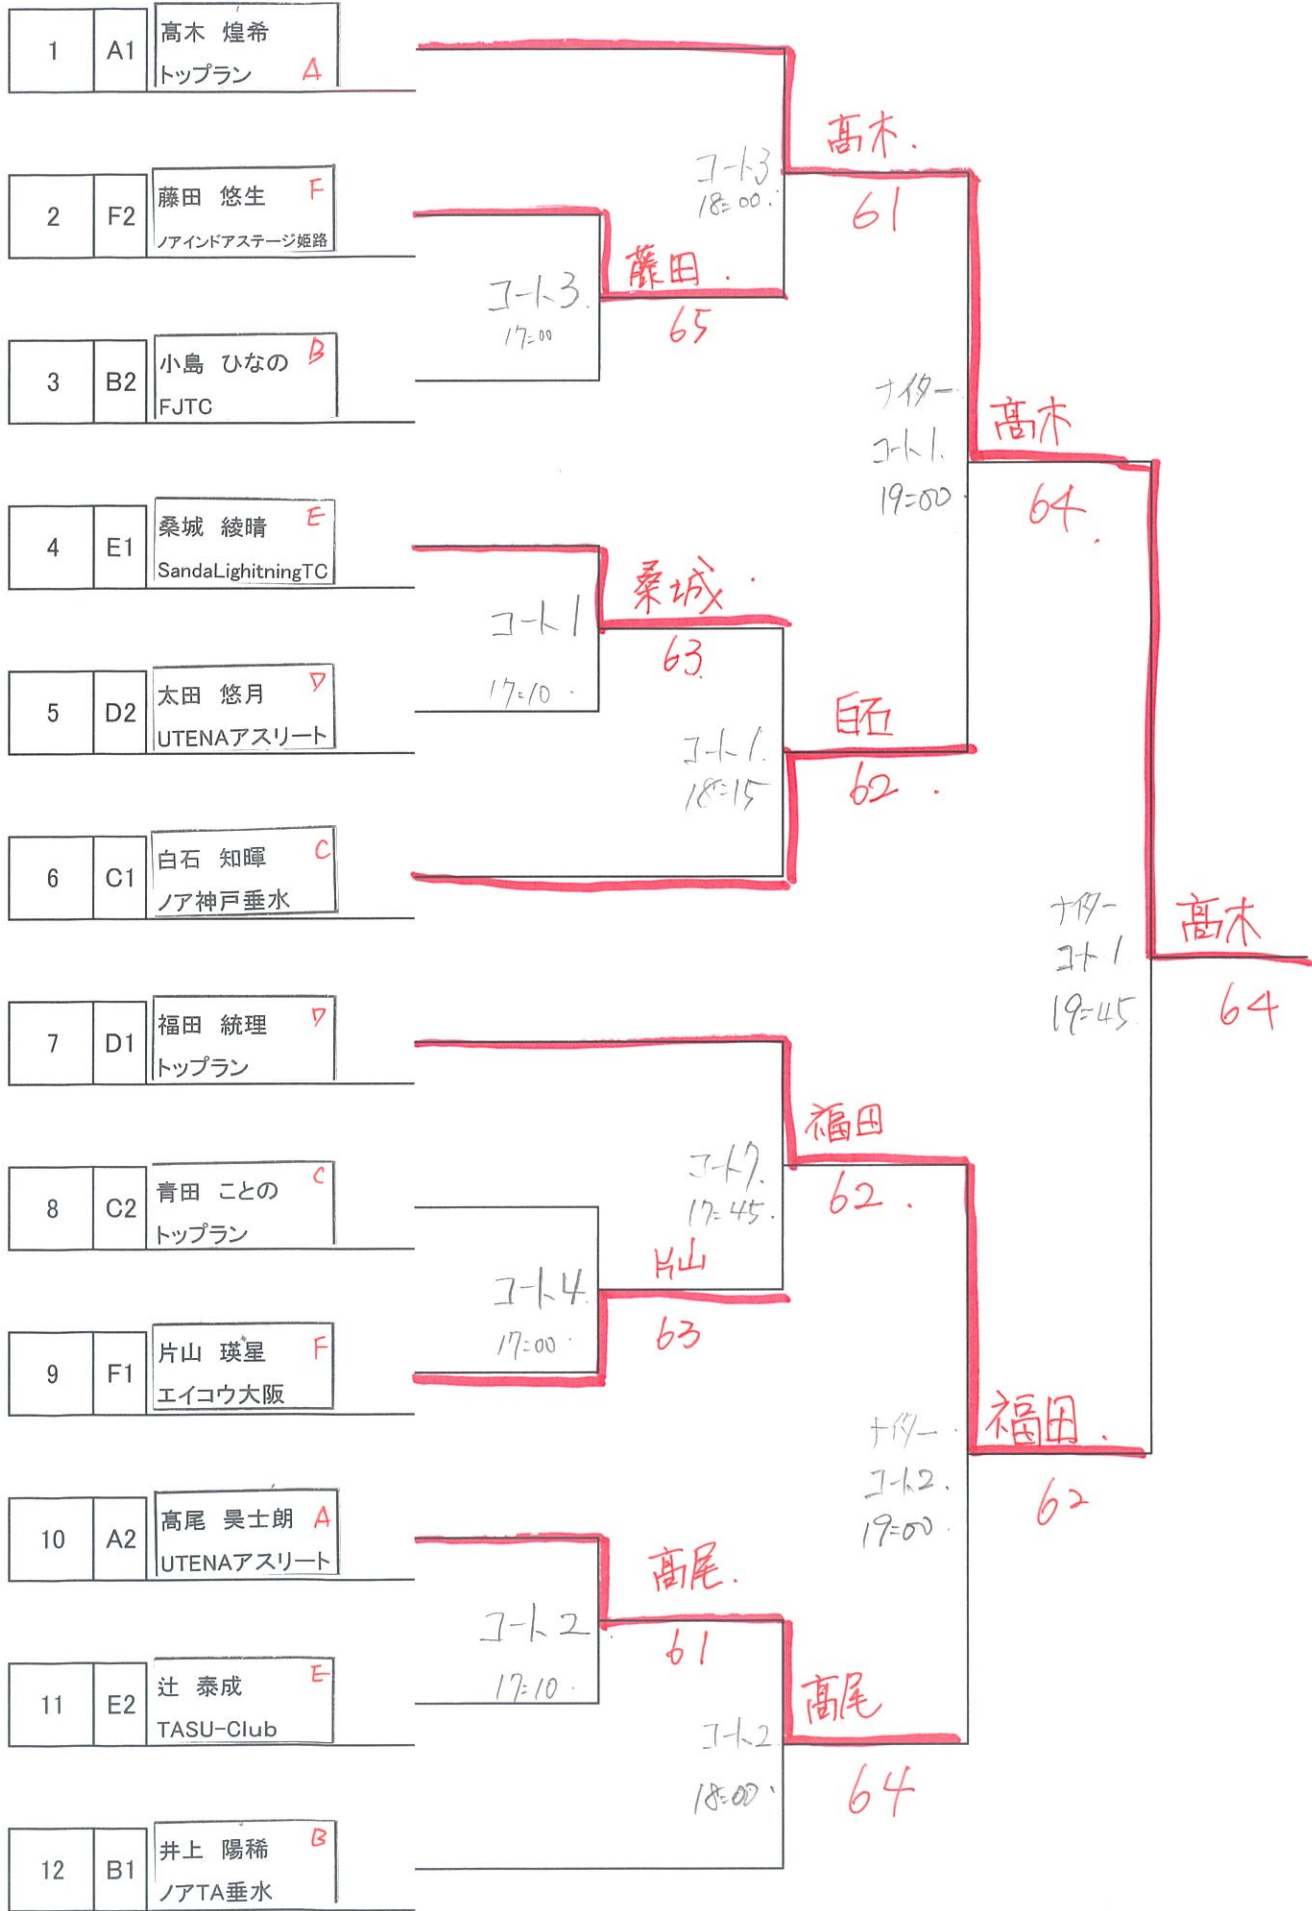 1 A1 髙木 煌希
トップラン A
髙木.
コート3
18:00.
61
2 F2 藤田 悠生 F
ノアインドアステージ姫路
藤田.
コート3.
17:00
65
3 B2 小島 ひなの B
FJTC
ナイター
コート1.
19:00
髙木
64.
4 E1 桑城 綾晴 E
SandaLighitningTC
桑城.
コート1
17:10.
63.
5 D2 太田 悠月 D
UTENAアスリート
白石
コート1.
18:15
62.
6 C1 白石 知暉 C
ノア神戸垂水
ナイター
コート1
19:45
髙木
64
7 D1 福田 統理 D
トップラン
福田
コート7.
17:45.
62.
8 C2 青田 ことの C
トップラン
片山
コート4.
17:00.
63
9 F1 片山 瑛星 F
エイコウ大阪
ナイター
コート2.
19:00.
福田.
62
10 A2 髙尾 昊士朗 A
UTENAアスリート
髙尾.
コート2
17:10.
61
11 E2 辻 泰成 E
TASU-Club
髙尾
コート2
18:00.
64
12 B1 井上 陽稀 B
ノアTA垂水